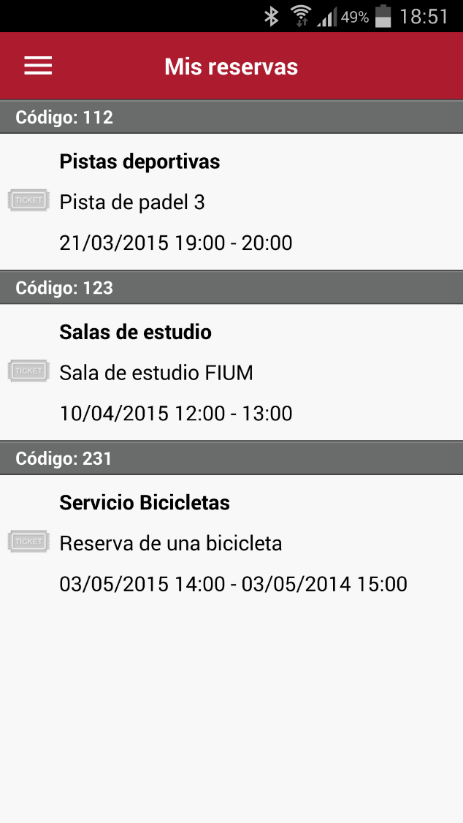 49% 18:51
Mis reservas
Código: 112
Pistas deportivas
TICKET
Pista de padel 3
21/03/2015 19:00 - 20:00
Código: 123
Salas de estudio
TICKET
Sala de estudio FIUM
10/04/2015 12:00 - 13:00
Código: 231
Servicio Bicicletas
TICKET
Reserva de una bicicleta
03/05/2015 14:00 - 03/05/2014 15:00